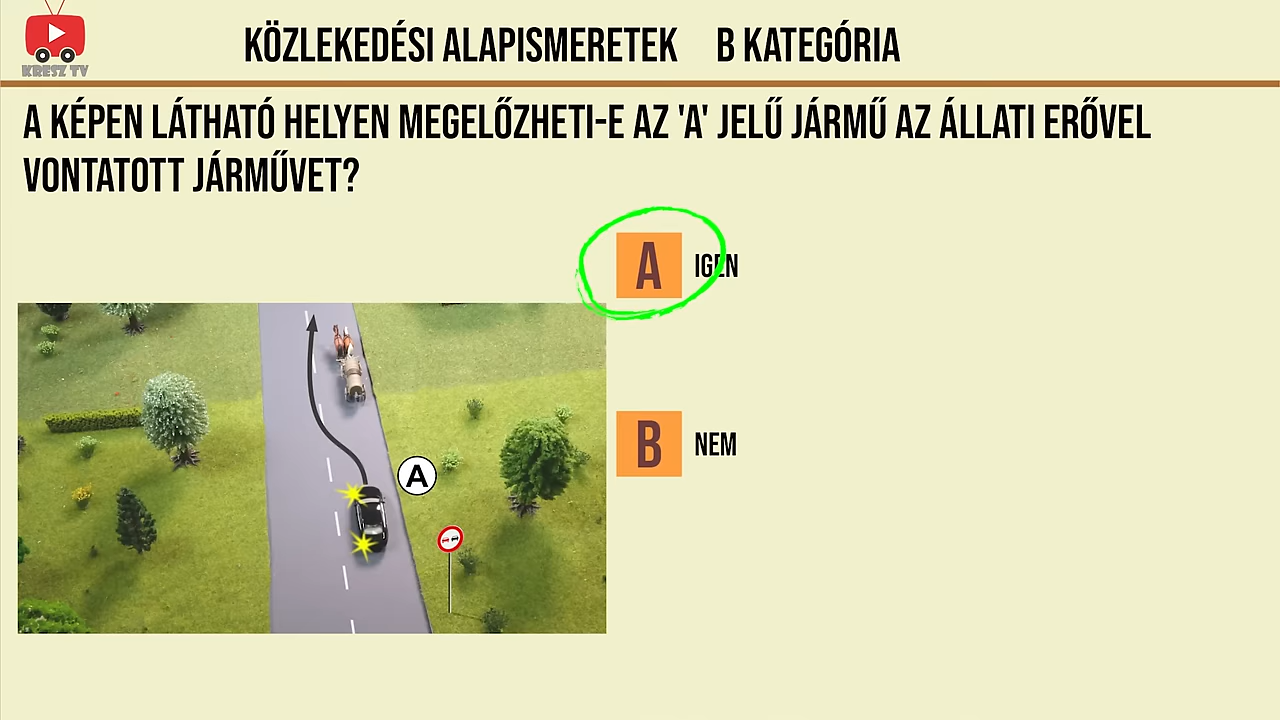 KRESZ TV
KÖZLEKEDÉSI ALAPISMERETEK B KATEGÓRIA
A KÉPEN LÁTHATÓ HELYEN MEGELŐZHETI-E AZ 'A' JELŰ JÁRMŰ AZ ÁLLATI ERŐVEL
VONTATOTT JÁRMŰVET?
A IGEN
B NEM
A